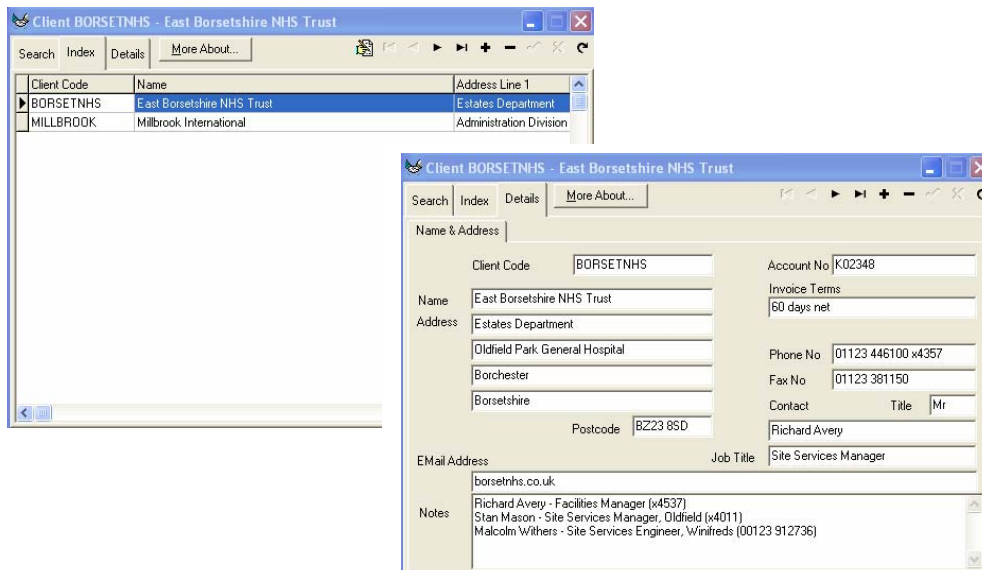 Client BORSETNHS - East Borsetshire NHS Trust
Search Index Details More About...
Client Code Name Address Line 1
BORSETNHS East Borsetshire NHS Trust Estates Department
MILLBROOK Millbrook International Administration Division
Client BORSETNHS - East Borsetshire NHS Trust
Search Index Details More About...
Name & Address
Client Code BORSETNHS Account No K02348
Invoice Terms
Name East Borsetshire NHS Trust 60 days net
Address Estates Department
Oldfield Park General Hospital Phone No 01123 446100 x4357
Borchester Fax No 01123 381150
Borsetshire Contact Title Mr
Postcode BZ23 8SD Richard Avery
EMail Address Job Title Site Services Manager
borsetnhs.co.uk
Notes Richard Avery - Facilities Manager (x4537)
Stan Mason - Site Services Manager, Oldfield (x4011)
Malcolm Withers - Site Services Engineer, Winifreds (00123 912736)